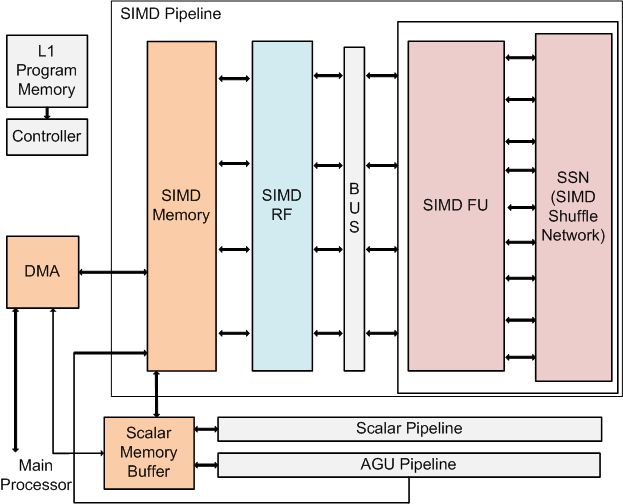 SIMD Pipeline
L1
Program
Memory
Controller
SIMD
Memory
SIMD
RF
B
U
S
SIMD FU
SSN
(SIMD
Shuffle
Network)
DMA
Main
Processor
Scalar
Memory
Buffer
Scalar Pipeline
AGU Pipeline